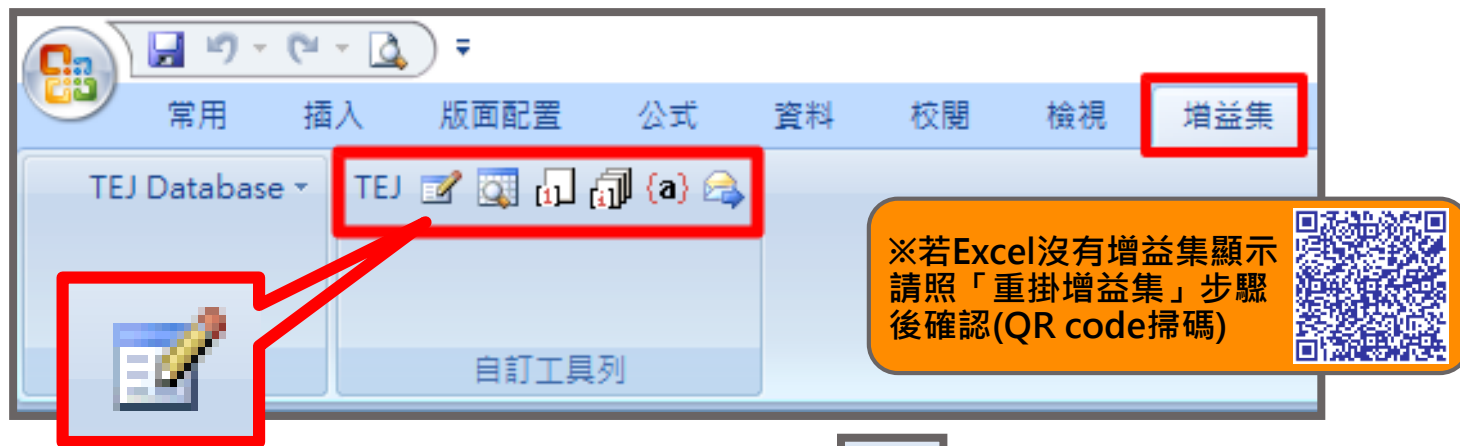 常用 插入 版面配置 公式 資料 校閱 檢視 增益集
TEJ Database TEJ [1] [i] {a}
※若Excel沒有增益集顯示
請照「重掛增益集」步驟
後確認(QR code掃碼)
自訂工具列